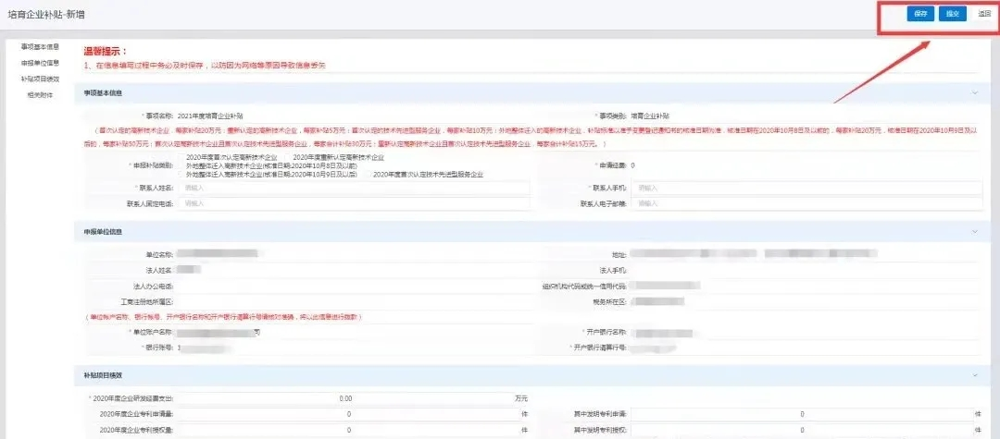 培育企业补贴-新增
保存 提交 返回
事项基本信息
申报单位信息
补贴项目绩效
相关附件
温馨提示：
1、在信息填写过程中务必及时保存，以防因为网络等原因导致信息丢失
事项基本信息
事项名称: 2021年度培育企业补贴 * 事项类别: 培育企业补贴
（首次认定的高新技术企业，每家补贴20万元；重新认定的高新技术企业，每家补贴5万元；首次认定的技术先进型服务企业，每家补贴10万元；外地整体迁入的高新技术企业，补贴标准以准予变更登记通知书的核准日期为准，核准日期在2020年10月8日及以前的，每家补贴20万元，核准日期在2020年10月9日及以
后的，每家补贴50万元；首次认定高新技术企业且首次认定技术先进型服务企业，每家合计补贴30万元；重新认定高新技术企业且首次认定技术先进型服务企业，每家合计补贴15万元。）
* 申报补贴类别: 2020年度首次认定高新技术企业 2020年度重新认定高新技术企业
外地整体迁入高新技术企业(核准日期:2020年10月8日及以前)
外地整体迁入高新技术企业(核准日期:2020年10月9日及以后) 2020年度首次认定技术先进型服务企业
* 申请经费: 0
* 联系人姓名: 请输入 * 联系人手机: 请输入
联系人固定电话: 请输入 联系人电子邮箱: 请输入
申报单位信息
单位名称: 地址:
法人姓名: 法人手机:
法人办公电话: 组织机构代码或统一信用代码:
工商注册地所属区: 税务所在区:
（单位账户名称、银行账号、开户银行名称和开户银行清算行号请核对准确，将以此信息进行拨款）
* 单位账户名称: 司 * 开户银行名称:
* 银行账号: 1 * 开户银行清算行号:
补贴项目绩效
* 2020年度企业研发经费支出: 0.00 万元
2020年度企业专利申请量: 0 件 其中发明专利申请: 0 件
2020年度企业专利授权量: 0 件 其中发明专利授权: 0 件